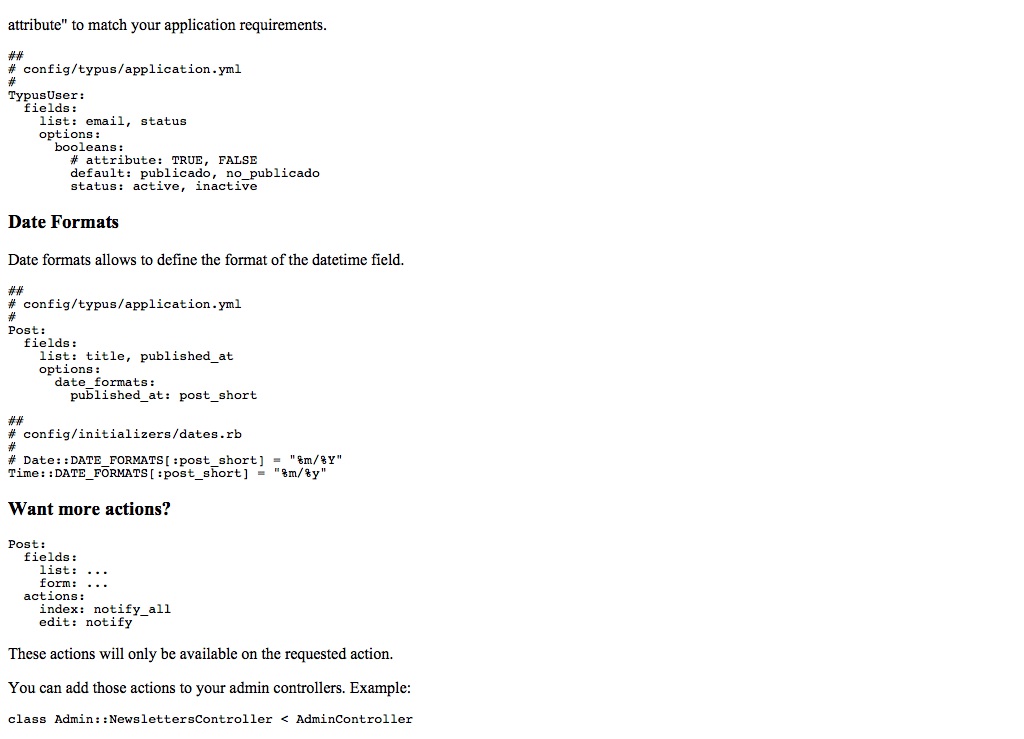 attribute" to match your application requirements.
##
# config/typus/application.yml
#
TypusUser:
  fields:
    list: email, status
    options:
      booleans:
        # attribute: TRUE, FALSE
        default: publicado, no_publicado
        status: active, inactive
Date Formats
Date formats allows to define the format of the datetime field.
##
# config/typus/application.yml
#
Post:
  fields:
    list: title, published_at
    options:
      date_formats:
        published_at: post_short
##
# config/initializers/dates.rb
#
# Date::DATE_FORMATS[:post_short] = "%m/%Y"
Time::DATE_FORMATS[:post_short] = "%m/%y"
Want more actions?
Post:
  fields:
    list: ...
    form: ...
  actions:
    index: notify_all
    edit: notify
These actions will only be available on the requested action.
You can add those actions to your admin controllers. Example:
class Admin::NewslettersController < AdminController